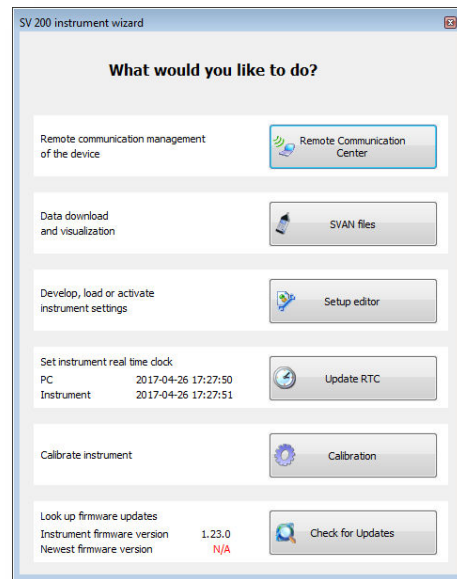 SV 200 instrument wizard
What would you like to do?
Remote communication management
of the device
Remote Communication
Center
Data download
and visualization
SVAN files
Develop, load or activate
instrument settings
Setup editor
Set instrument real time clock
PC 2017-04-26 17:27:50
Instrument 2017-04-26 17:27:51
Update RTC
Calibrate instrument
Calibration
Look up firmware updates
Instrument firmware version 1.23.0
Newest firmware version N/A
Check for Updates